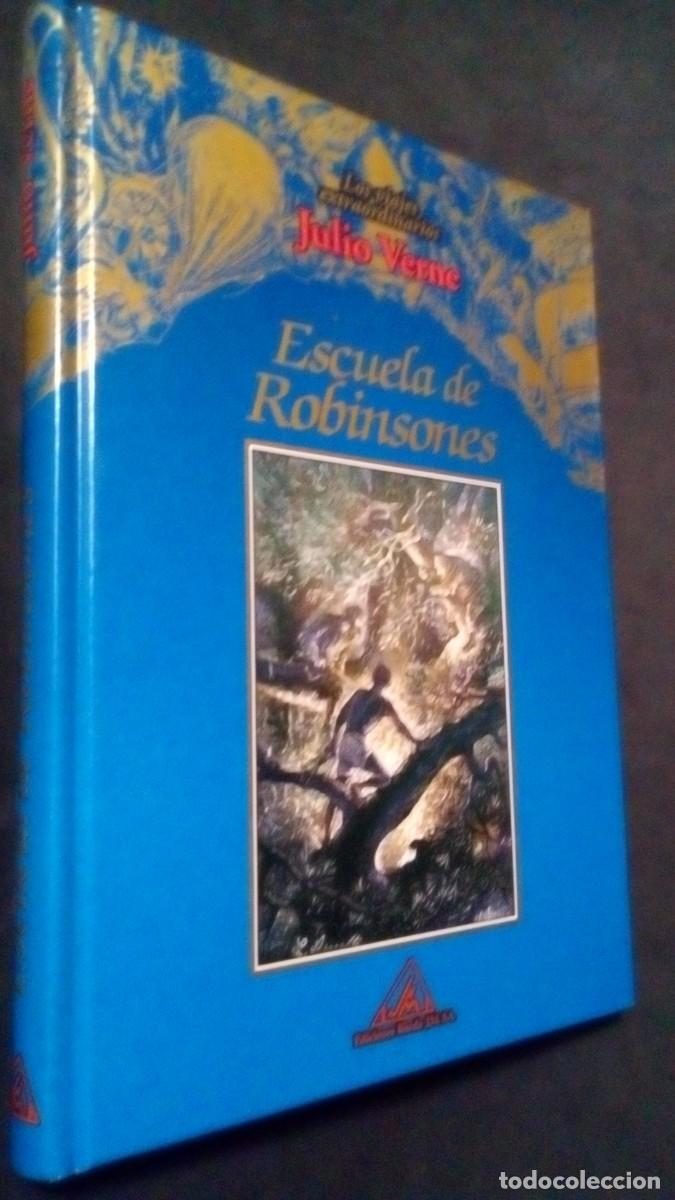 Los viajes
extraordinarios
Julio Verne
Escuela de
Robinsones
todocoleccion